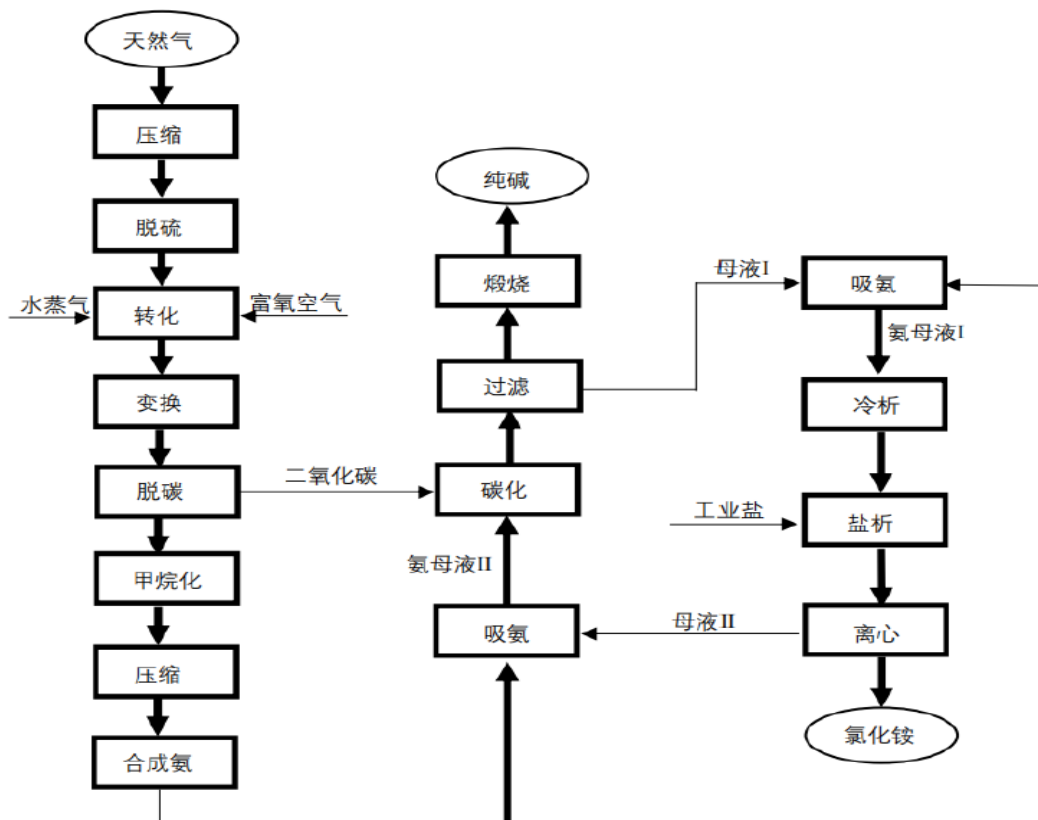 天然气
压缩
脱硫
水蒸气
转化
富氧空气
变换
脱碳
二氧化碳
甲烷化
压缩
合成氨
纯碱
煅烧
过滤
碳化
氨母液II
吸氨
母液I
吸氨
氨母液I
冷析
工业盐
盐析
母液Ⅱ
离心
氯化铵